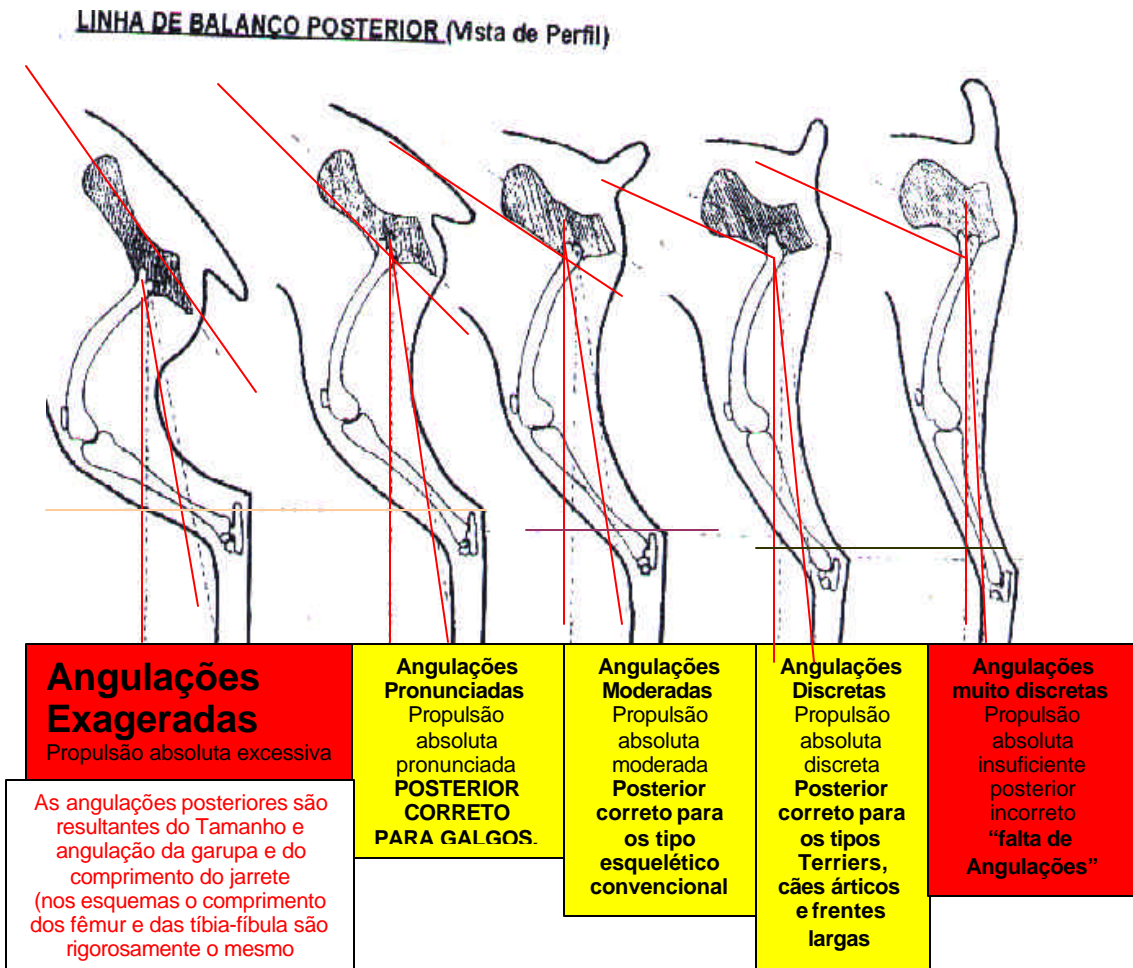 LINHA DE BALANÇO POSTERIOR (Vista de Perfil)
Angulações
Exageradas
Propulsão absoluta excessiva
As angulações posteriores são
resultantes do Tamanho e
angulação da garupa e do
comprimento do jarrete
(nos esquemas o comprimento
dos fêmur e das tíbia-fíbula são
rigorosamente o mesmo
Angulações
Pronunciadas
Propulsão
absoluta
pronunciada
POSTERIOR
CORRETO
PARA GALGOS.
Angulações
Moderadas
Propulsão
absoluta
moderada
Posterior
correto para
os tipo
esquelético
convencional
Angulações
Discretas
Propulsão
absoluta
discreta
Posterior
correto para
os tipos
Terriers,
cães árticos
e frentes
largas
Angulações
muito discretas
Propulsão
absoluta
insuficiente
posterior
incorreto
“falta de
Angulações”